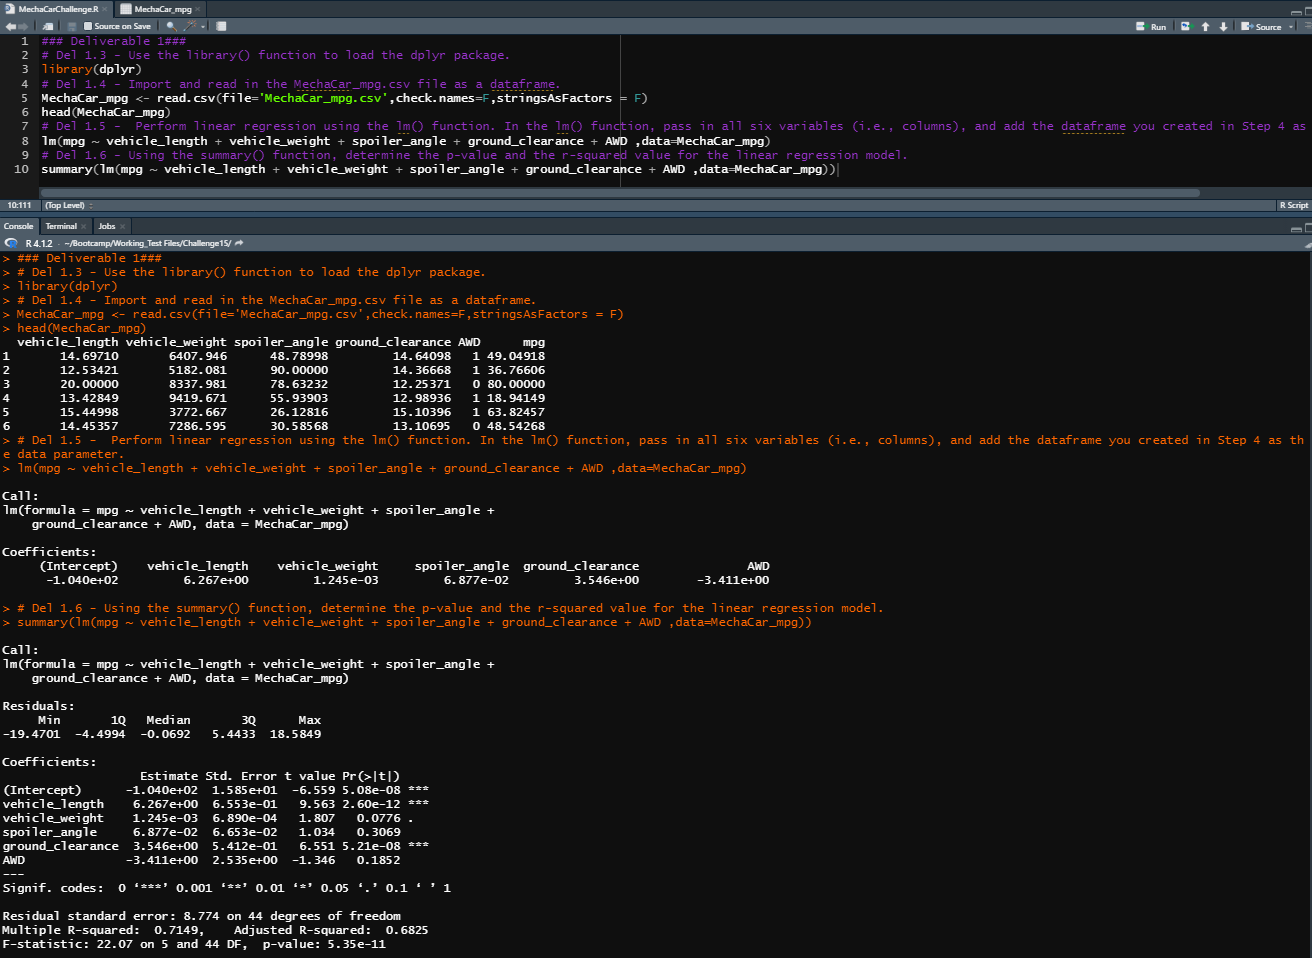 MechaCarChallenge.R × MechaCar_mpg ×
Source on Save Run Source
1 ### Deliverable 1###
2 # Del 1.3 - Use the library() function to load the dplyr package.
3 library(dplyr)
4 # Del 1.4 - Import and read in the MechaCar_mpg.csv file as a dataframe.
5 MechaCar_mpg <- read.csv(file='MechaCar_mpg.csv',check.names=F,stringsAsFactors = F)
6 head(MechaCar_mpg)
7 # Del 1.5 -  Perform linear regression using the lm() function. In the lm() function, pass in all six variables (i.e., columns), and add the dataframe you created in Step 4 as
8 lm(mpg ~ vehicle_length + vehicle_weight + spoiler_angle + ground_clearance + AWD ,data=MechaCar_mpg)
9 # Del 1.6 - Using the summary() function, determine the p-value and the r-squared value for the linear regression model.
10 summary(lm(mpg ~ vehicle_length + vehicle_weight + spoiler_angle + ground_clearance + AWD ,data=MechaCar_mpg))
10:111 (Top Level) R Script
Console Terminal × Jobs ×
R 4.1.2 · ~/Bootcamp/Working_Test Files/Challenge15/
> ### Deliverable 1###
> # Del 1.3 - Use the library() function to load the dplyr package.
> library(dplyr)
> # Del 1.4 - Import and read in the MechaCar_mpg.csv file as a dataframe.
> MechaCar_mpg <- read.csv(file='MechaCar_mpg.csv',check.names=F,stringsAsFactors = F)
> head(MechaCar_mpg)
  vehicle_length vehicle_weight spoiler_angle ground_clearance AWD      mpg
1       14.69710       6407.946      48.78998         14.64098   1 49.04918
2       12.53421       5182.081      90.00000         14.36668   1 36.76606
3       20.00000       8337.981      78.63232         12.25371   0 80.00000
4       13.42849       9419.671      55.93903         12.98936   1 18.94149
5       15.44998       3772.667      26.12816         15.10396   1 63.82457
6       14.45357       7286.595      30.58568         13.10695   0 48.54268
> # Del 1.5 -  Perform linear regression using the lm() function. In the lm() function, pass in all six variables (i.e., columns), and add the dataframe you created in Step 4 as th
e data parameter.
> lm(mpg ~ vehicle_length + vehicle_weight + spoiler_angle + ground_clearance + AWD ,data=MechaCar_mpg)
Call:
lm(formula = mpg ~ vehicle_length + vehicle_weight + spoiler_angle +
    ground_clearance + AWD, data = MechaCar_mpg)
Coefficients:
     (Intercept)    vehicle_length    vehicle_weight     spoiler_angle  ground_clearance               AWD
      -1.040e+02         6.267e+00         1.245e-03         6.877e-02         3.546e+00        -3.411e+00
> # Del 1.6 - Using the summary() function, determine the p-value and the r-squared value for the linear regression model.
> summary(lm(mpg ~ vehicle_length + vehicle_weight + spoiler_angle + ground_clearance + AWD ,data=MechaCar_mpg))
Call:
lm(formula = mpg ~ vehicle_length + vehicle_weight + spoiler_angle +
    ground_clearance + AWD, data = MechaCar_mpg)
Residuals:
     Min       1Q   Median       3Q      Max
-19.4701  -4.4994  -0.0692   5.4433  18.5849
Coefficients:
                   Estimate Std. Error t value Pr(>|t|)
(Intercept)      -1.040e+02  1.585e+01  -6.559 5.08e-08 ***
vehicle_length    6.267e+00  6.553e-01   9.563 2.60e-12 ***
vehicle_weight    1.245e-03  6.890e-04   1.807   0.0776 .
spoiler_angle     6.877e-02  6.653e-02   1.034   0.3069
ground_clearance  3.546e+00  5.412e-01   6.551 5.21e-08 ***
AWD              -3.411e+00  2.535e+00  -1.346   0.1852
---
Signif. codes:  0 ‘***’ 0.001 ‘**’ 0.01 ‘*’ 0.05 ‘.’ 0.1 ‘ ’ 1
Residual standard error: 8.774 on 44 degrees of freedom
Multiple R-squared:  0.7149,    Adjusted R-squared:  0.6825
F-statistic: 22.07 on 5 and 44 DF,  p-value: 5.35e-11